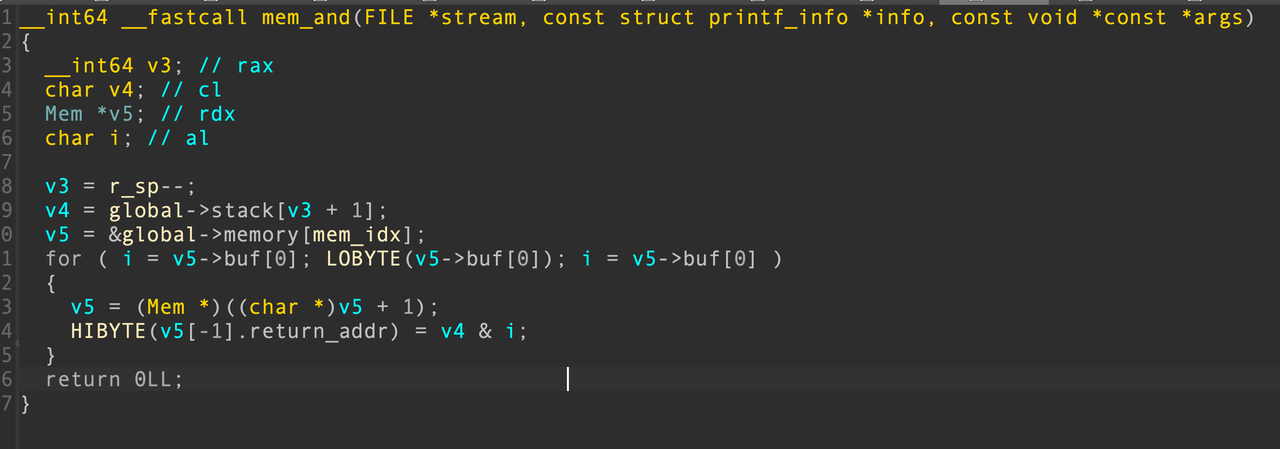 1 __int64 __fastcall mem_and(FILE *stream, const struct printf_info *info, const void *const *args)
2 {
3   __int64 v3; // rax
4   char v4; // cl
5   Mem *v5; // rdx
6   char i; // al
7
8   v3 = r_sp--;
9   v4 = global->stack[v3 + 1];
0   v5 = &global->memory[mem_idx];
1   for ( i = v5->buf[0]; LOBYTE(v5->buf[0]); i = v5->buf[0] )
2   {
3     v5 = (Mem *)((char *)v5 + 1);
4     HIBYTE(v5[-1].return_addr) = v4 & i;
5   }
6   return 0LL;
7 }